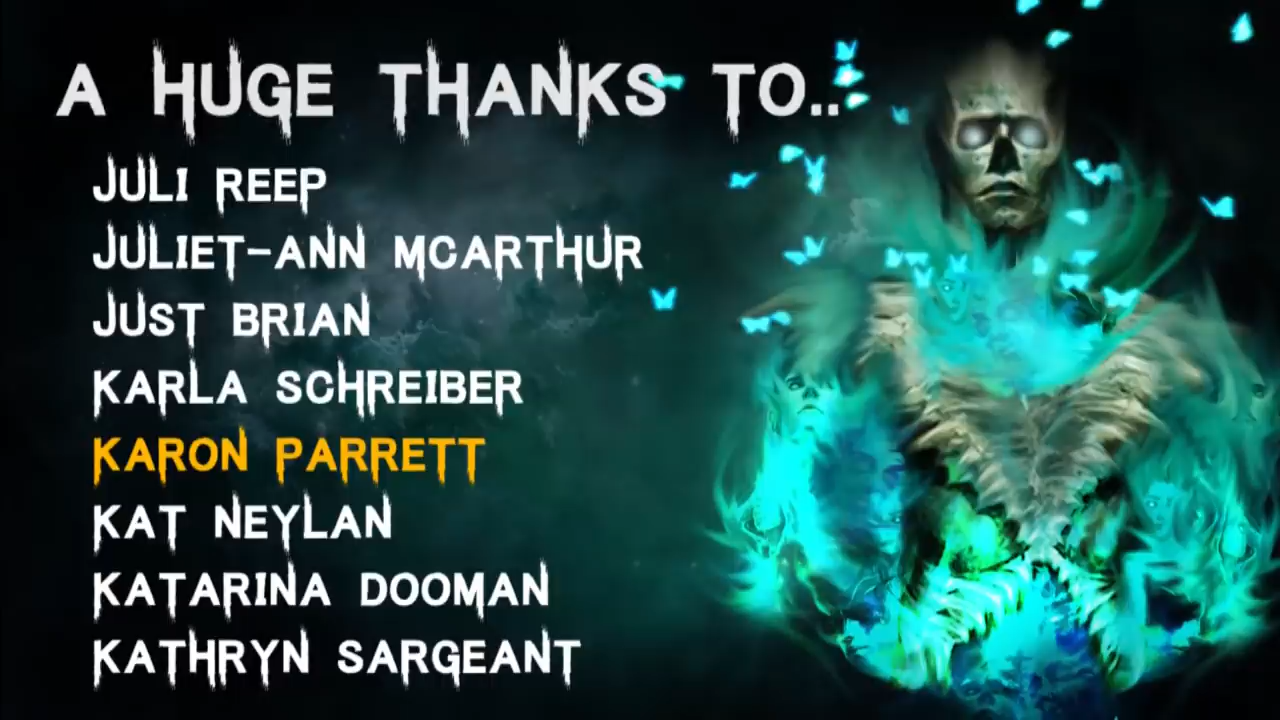 A HUGE THANKS TO..
JULI REEP
JULIET-ANN MCARTHUR
JUST BRIAN
KARLA SCHREIBER
KARON PARRETT
KAT NEYLAN
KATARINA DOOMAN
KATHRYN SARGEANT